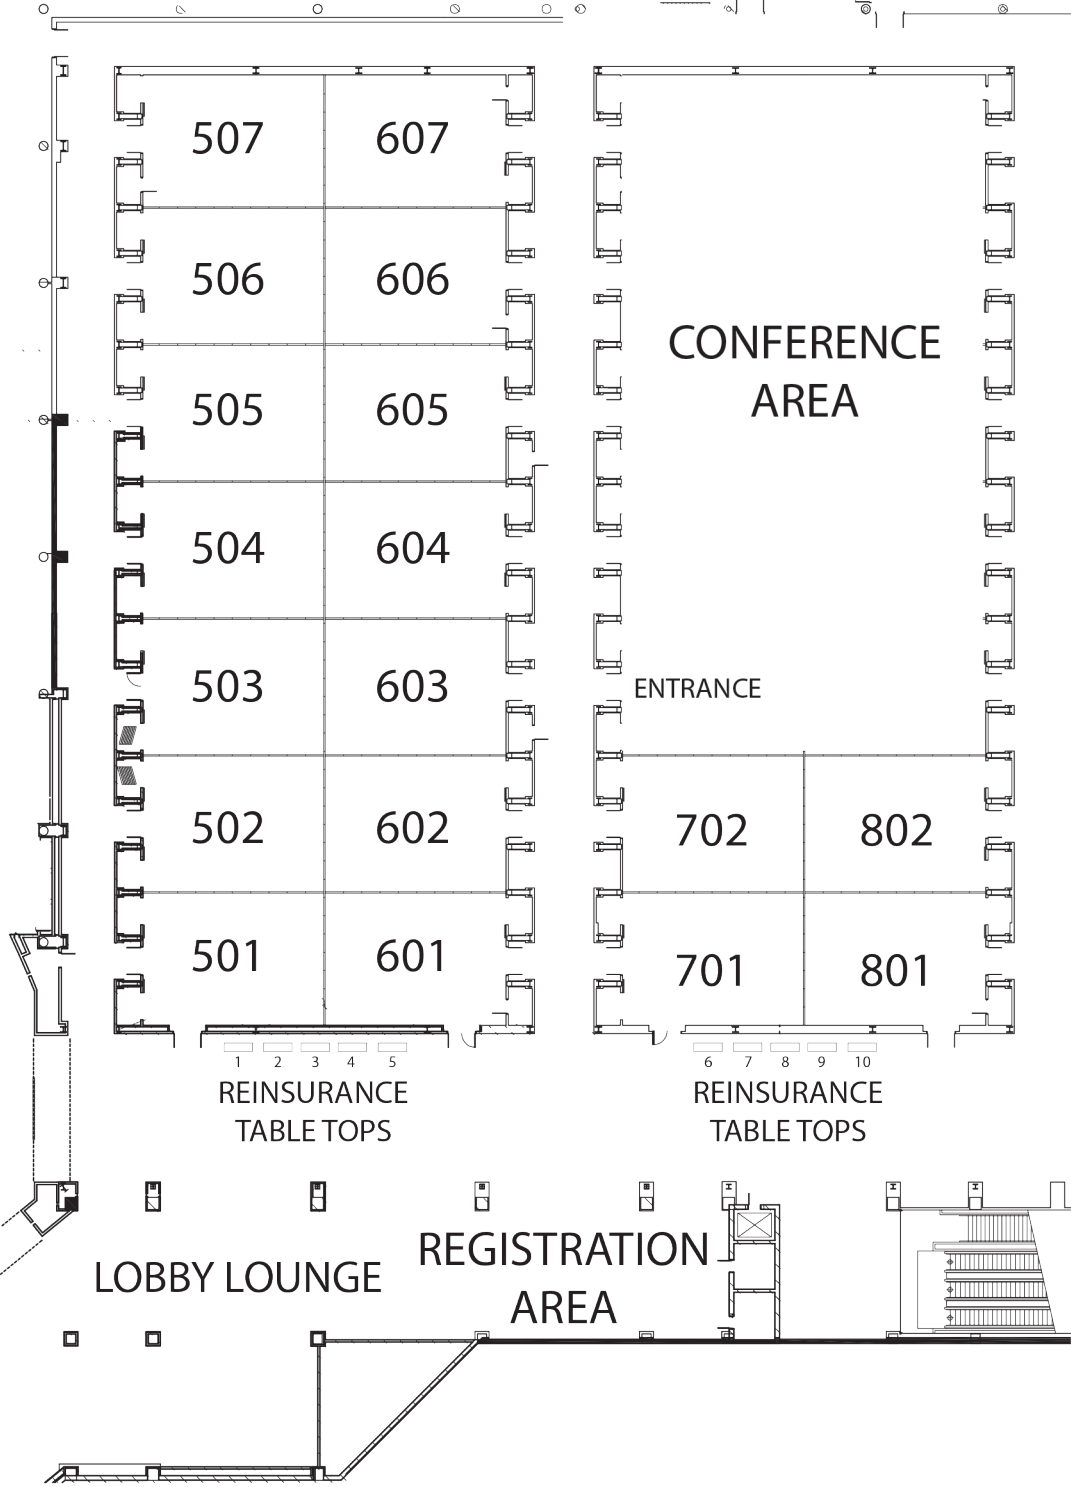 507 607
506 606
CONFERENCE
AREA
505 605
504 604
503 603
ENTRANCE
502 602
702 802
501 601
701 801
1 2 3 4 5
6 7 8 9 10
REINSURANCE
TABLE TOPS
REINSURANCE
TABLE TOPS
LOBBY LOUNGE
REGISTRATION
AREA